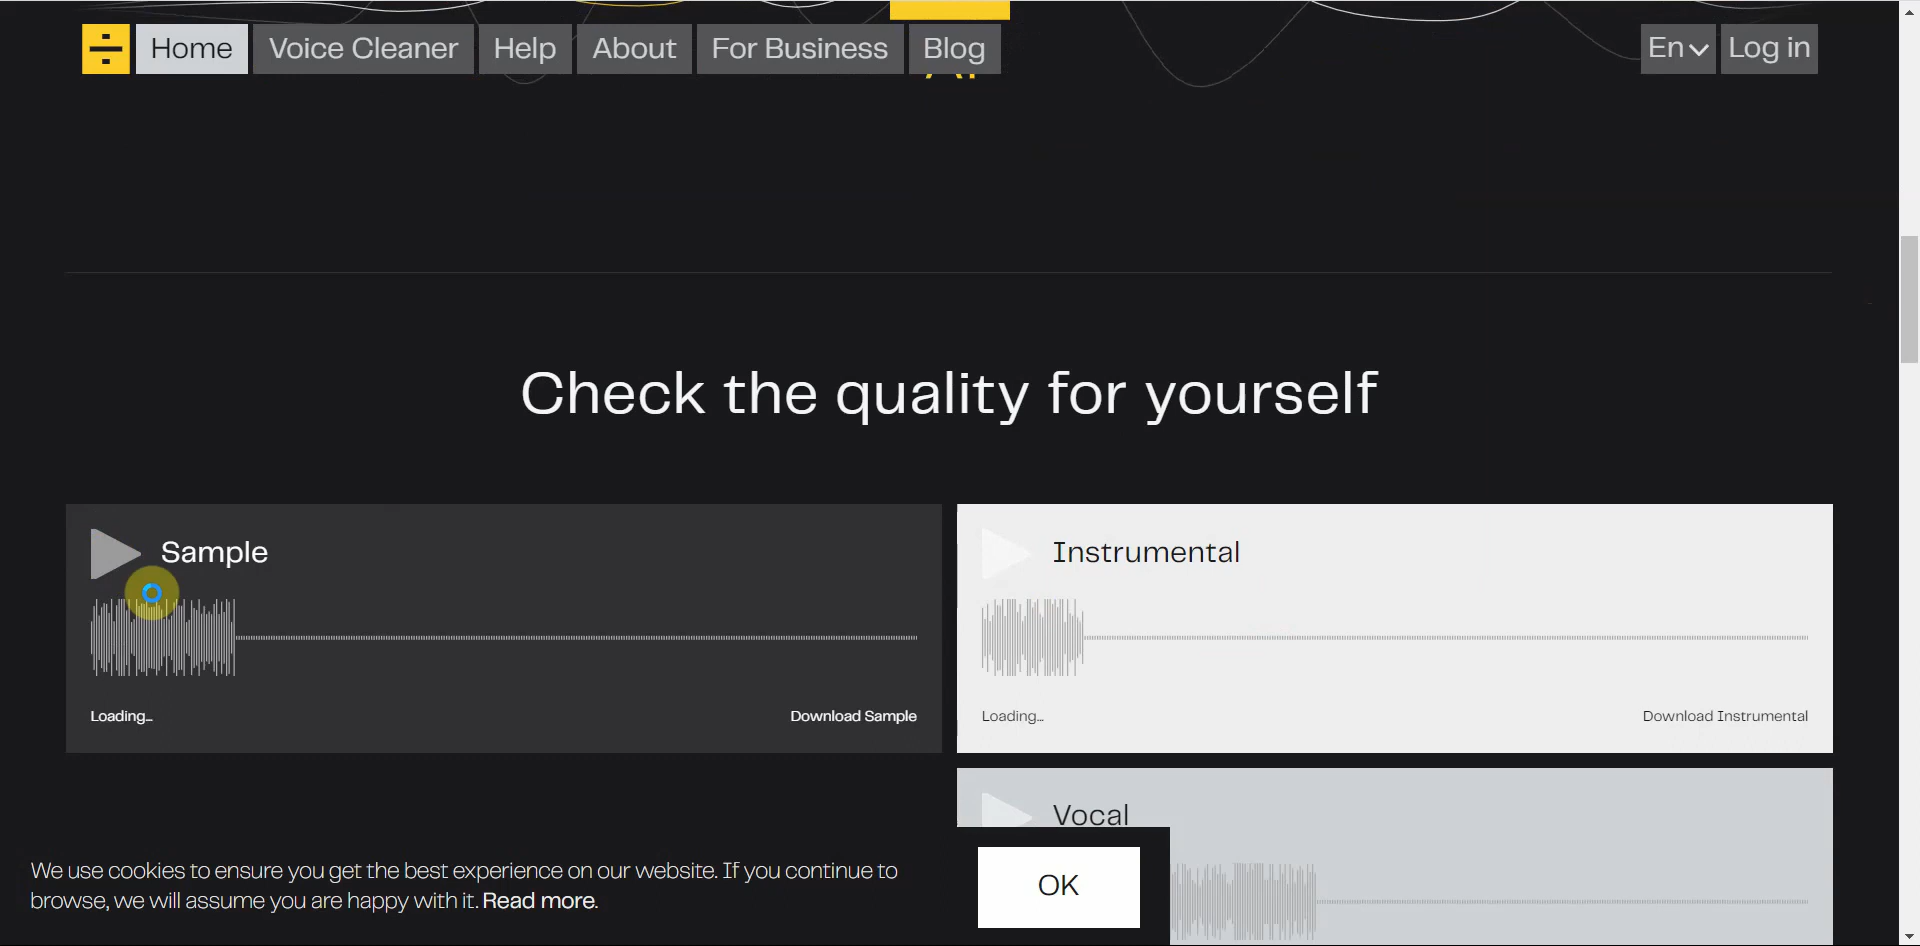 Home Voice Cleaner Help About For Business Blog En Log in
Check the quality for yourself
Sample
Loading...
Download Sample
Instrumental
Loading...
Download Instrumental
Vocal
We use cookies to ensure you get the best experience on our website. If you continue to
browse, we will assume you are happy with it. Read more.
OK